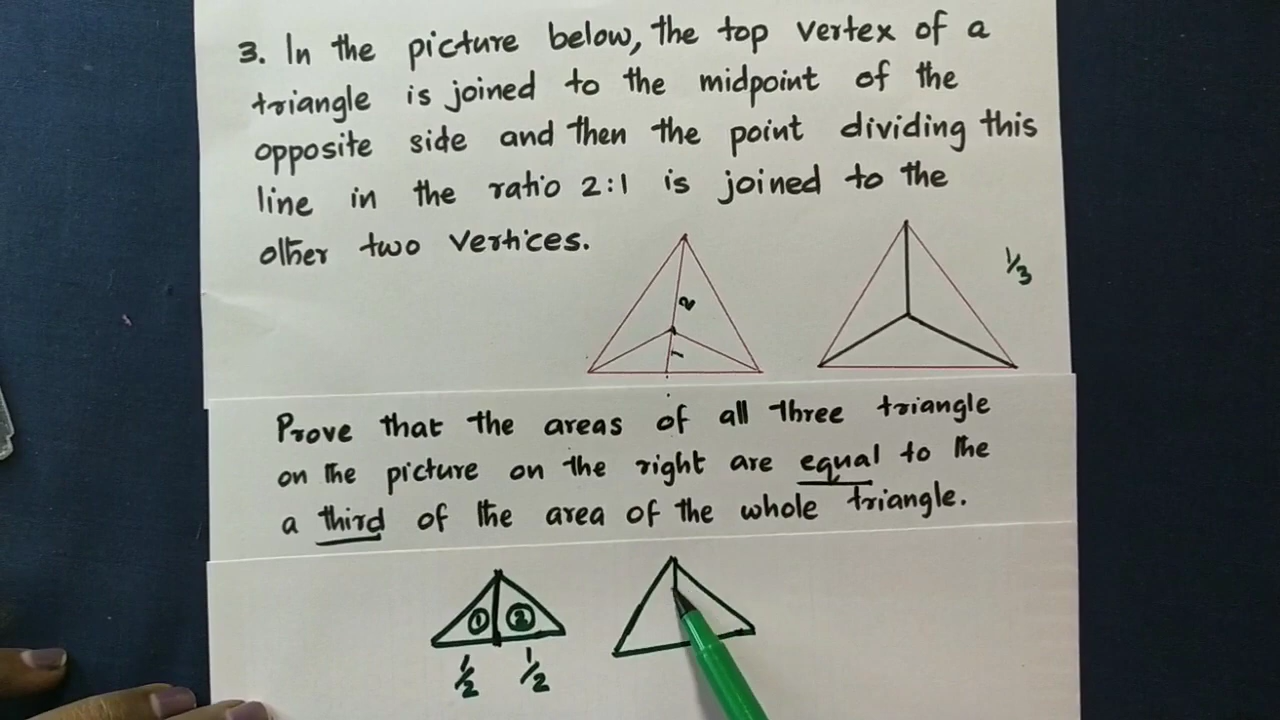 3. In the picture below, the top vertex of a
triangle is joined to the midpoint of the
opposite side and then the point dividing this
line in the ratio 2:1 is joined to the
other two vertices.
2
1
1/3
Prove that the areas of all three triangle
on the picture on the right are equal to the
a third of the area of the whole triangle.
① ②
1/2 1/2